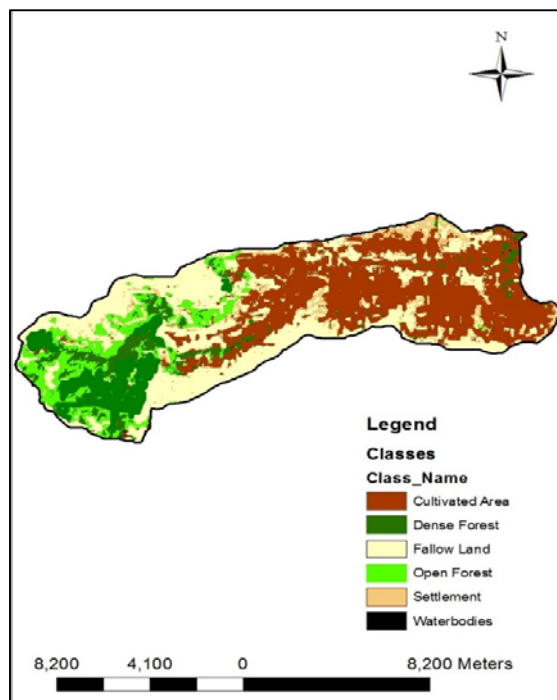 N
Legend
Classes
Class_Name
Cultivated Area
Dense Forest
Fallow Land
Open Forest
Settlement
Waterbodies
8,200 4,100 0 8,200 Meters